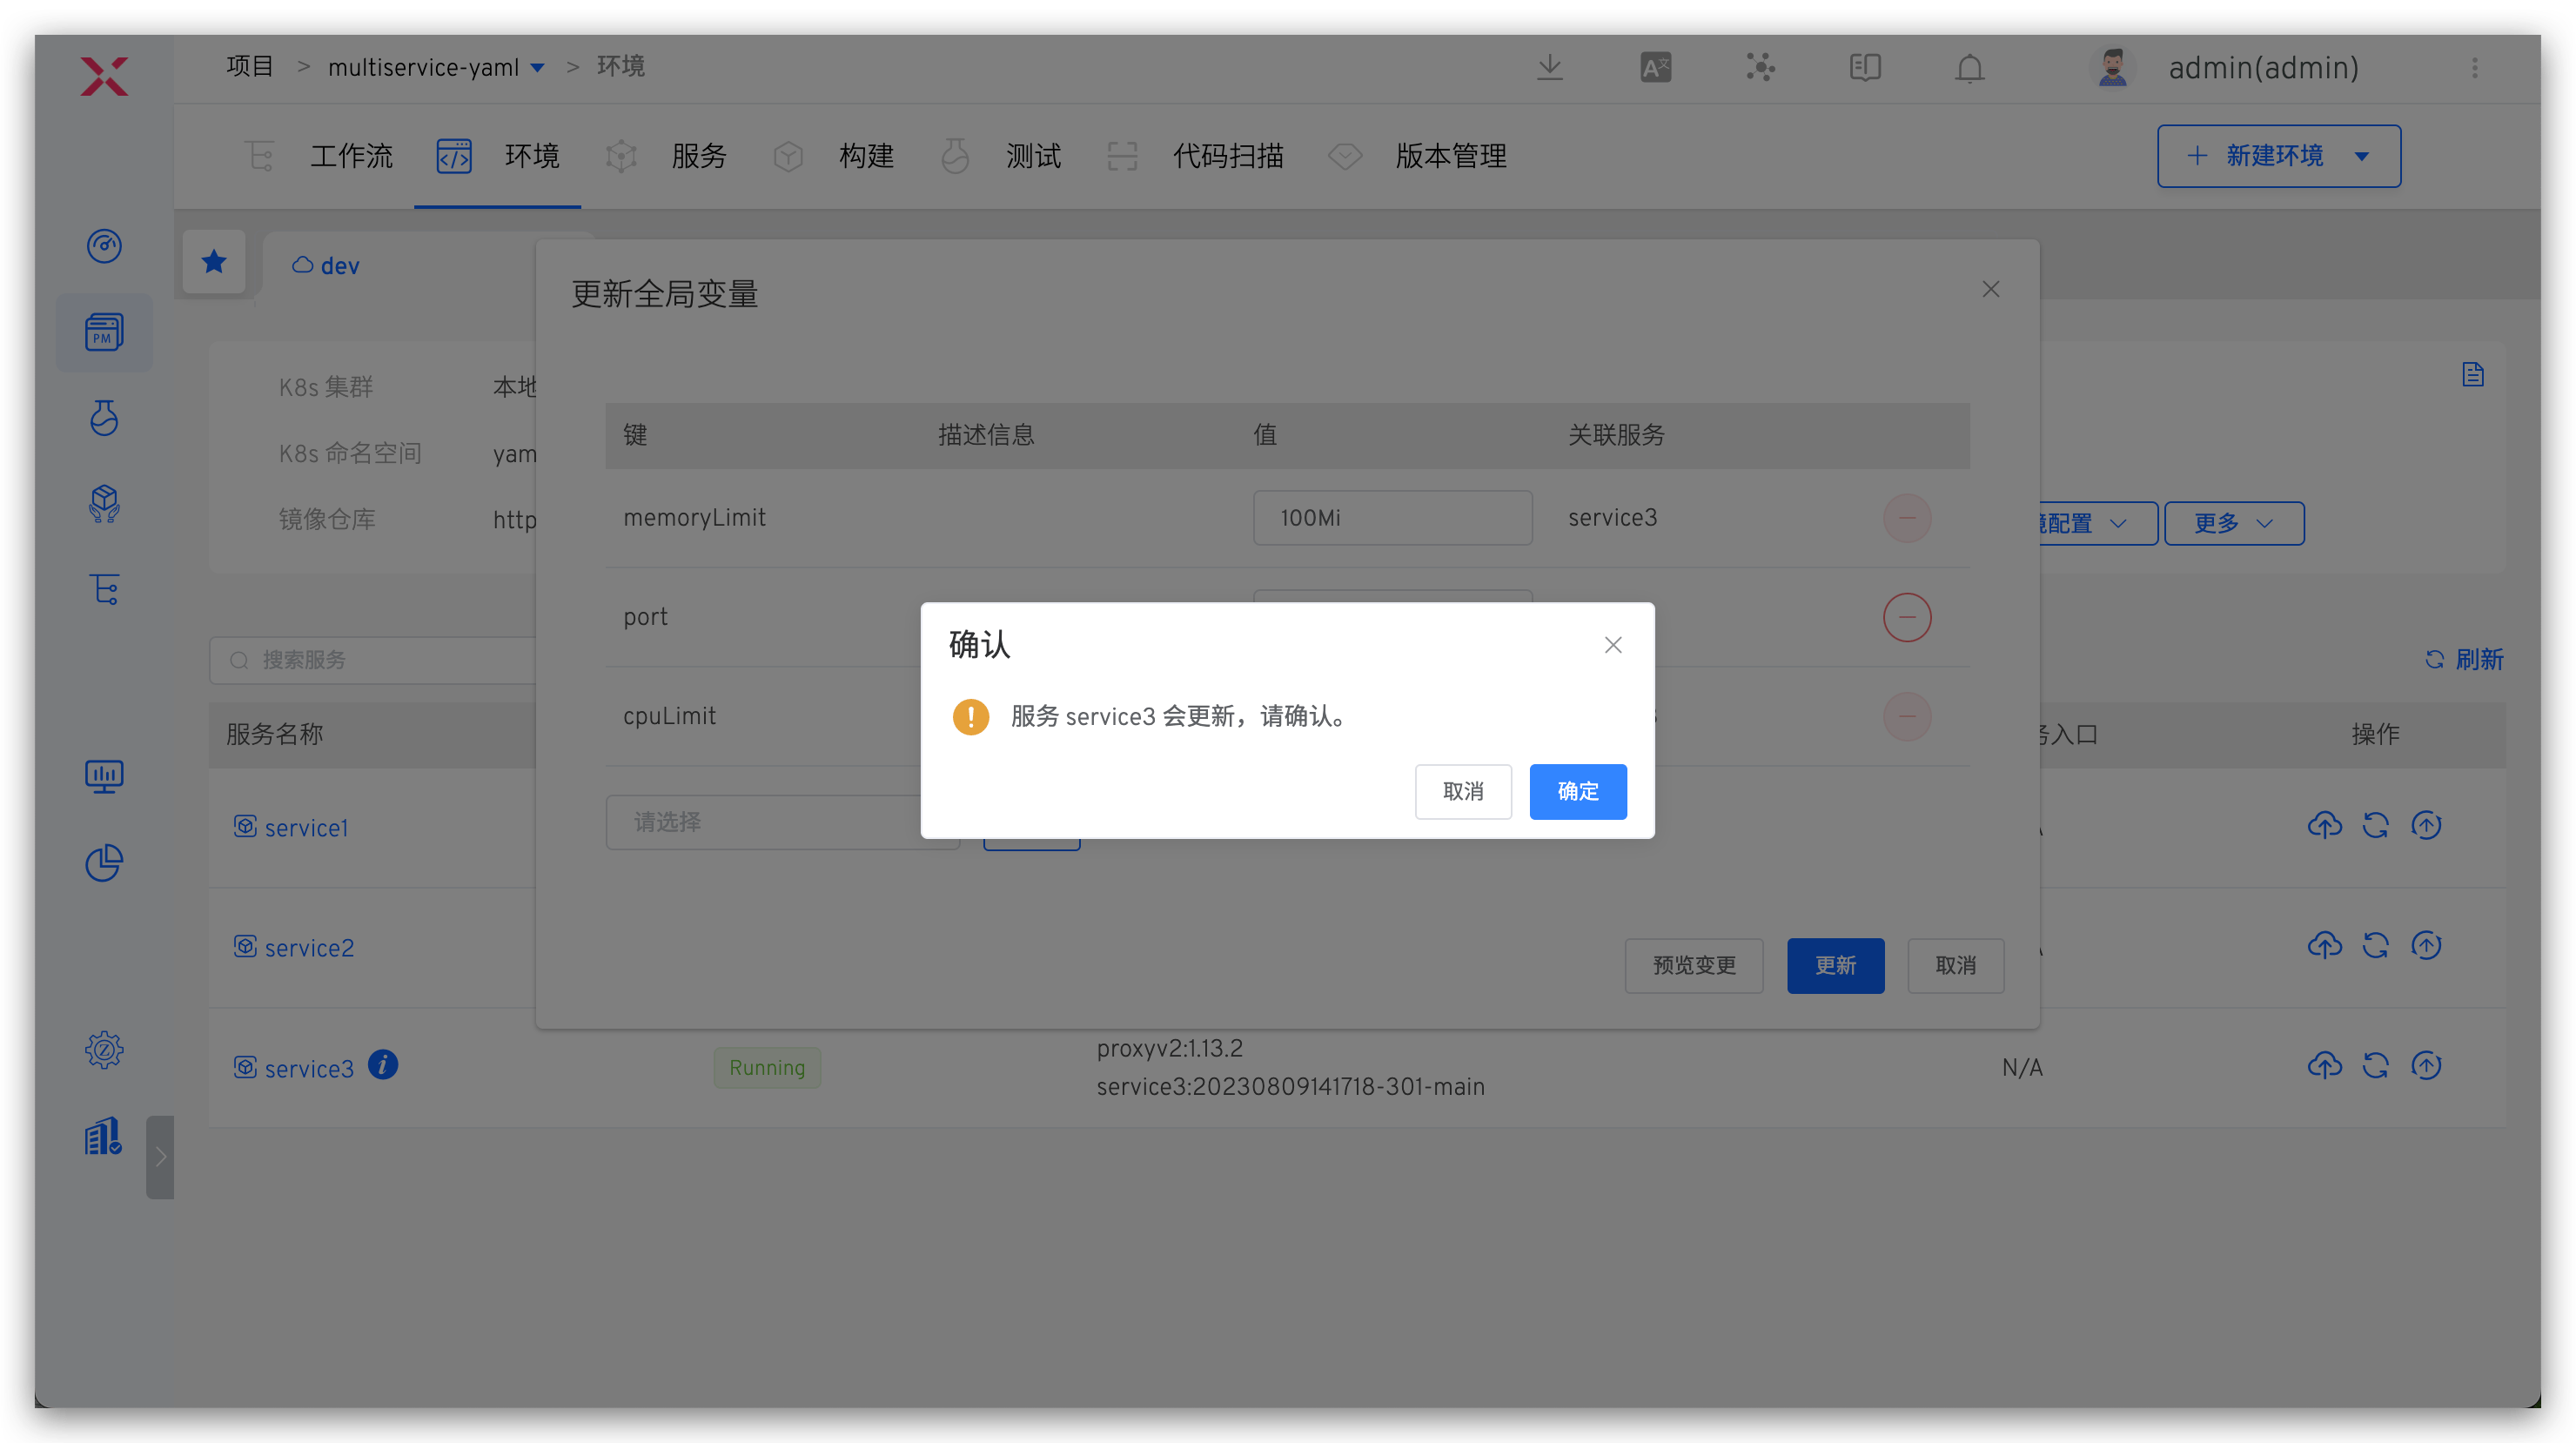 项目 > multiservice-yaml > 环境
admin(admin)
工作流 环境 服务 构建 测试 代码扫描 版本管理
新建环境
dev
PM
更新全局变量
K8s 集群 本地
K8s 命名空间 yam
镜像仓库 http
键 描述信息 值 关联服务
memoryLimit 100Mi service3
port
cpuLimit
请选择
配置 更多
确认
服务 service3 会更新，请确认。
取消 确定
搜索服务
刷新
服务名称 入口 操作
service1
service2
预览变更 更新 取消
service3 Running
proxyv2:1.13.2
service3:20230809141718-301-main
N/A